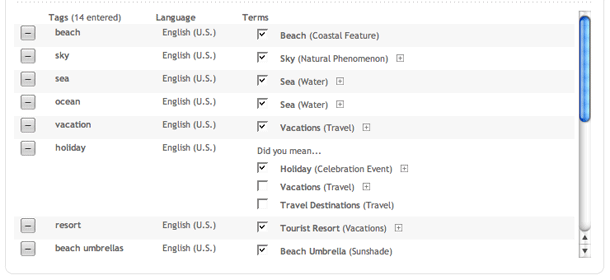 Tags (14 entered) Language Terms
beach English (U.S.) Beach (Coastal Feature)
sky English (U.S.) Sky (Natural Phenomenon)
sea English (U.S.) Sea (Water)
ocean English (U.S.) Sea (Water)
vacation English (U.S.) Vacations (Travel)
holiday English (U.S.) Did you mean...
Holiday (Celebration Event)
Vacations (Travel)
Travel Destinations (Travel)
resort English (U.S.) Tourist Resort (Vacations)
beach umbrellas English (U.S.) Beach Umbrella (Sunshade)